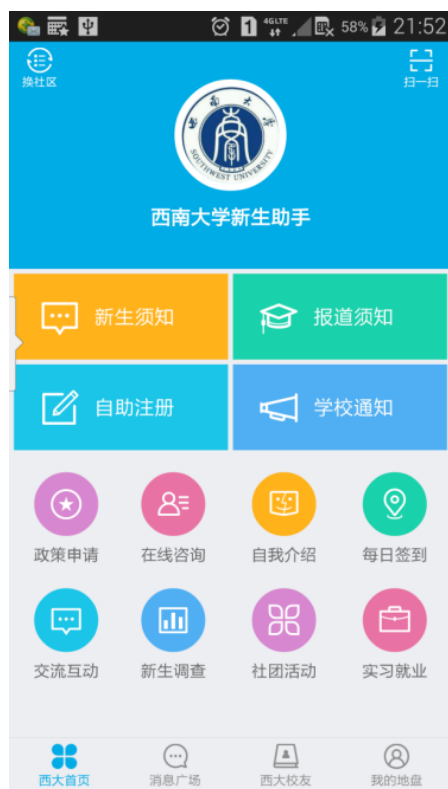 1 4G LTE 58% 21:52
换社区 扫一扫
西南大学
SOUTHWEST UNIVERSITY
西南大学新生助手
新生须知 报道须知
自助注册 学校通知
政策申请 在线咨询 自我介绍 每日签到
交流互动 新生调查 社团活动 实习就业
西大首页 消息广场 西大校友 我的地盘